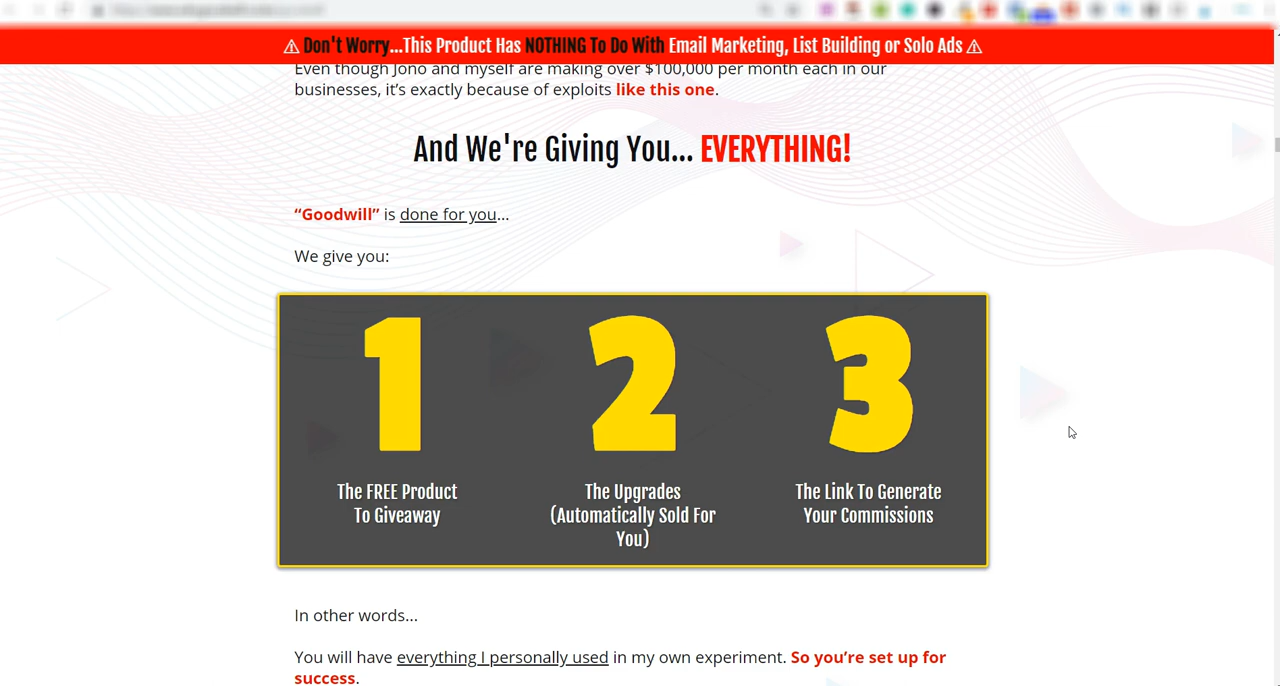 ⚠ Don't Worry...This Product Has NOTHING To Do With Email Marketing, List Building or Solo Ads ⚠
Even though Jono and myself are making over $100,000 per month each in our
businesses, it’s exactly because of exploits like this one.
And We're Giving You... EVERYTHING!
“Goodwill” is done for you...
We give you:
1 2 3
The FREE Product
To Giveaway
The Upgrades
(Automatically Sold For
You)
The Link To Generate
Your Commissions
In other words...
You will have everything I personally used in my own experiment. So you’re set up for
success.